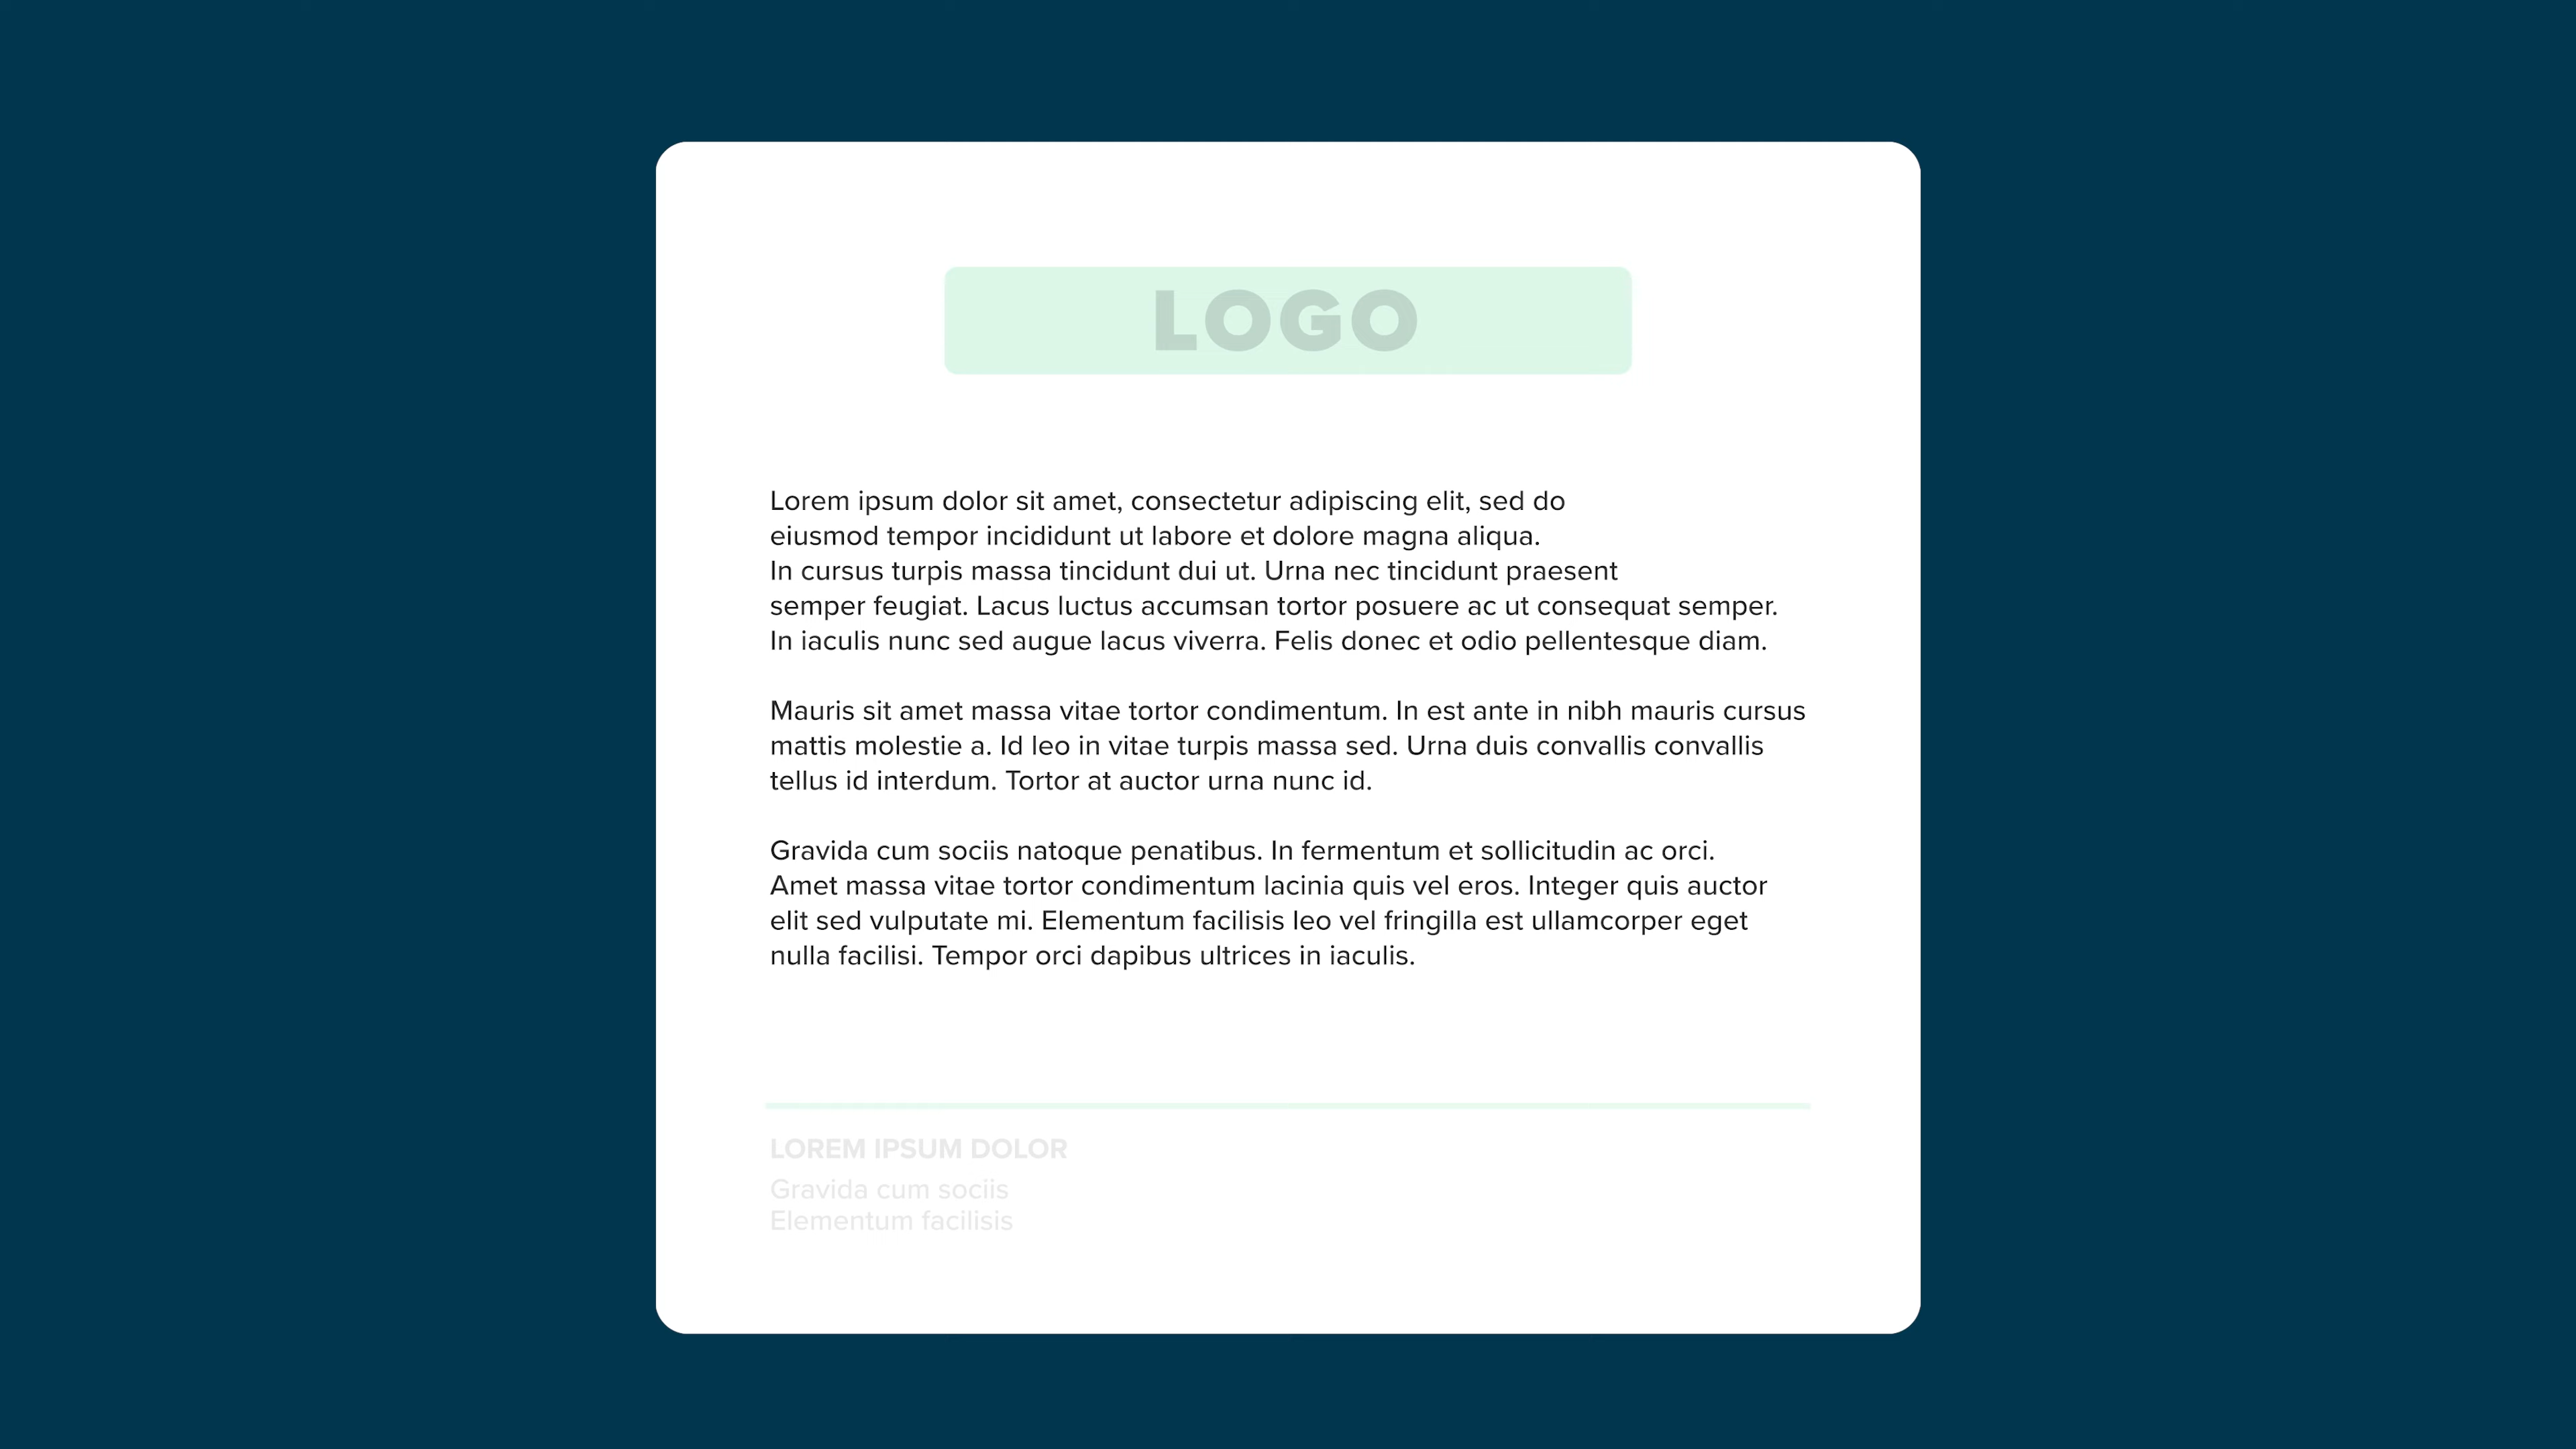 LOGO
Lorem ipsum dolor sit amet, consectetur adipiscing elit, sed do
eiusmod tempor incididunt ut labore et dolore magna aliqua.
In cursus turpis massa tincidunt dui ut. Urna nec tincidunt praesent
semper feugiat. Lacus luctus accumsan tortor posuere ac ut consequat semper.
In iaculis nunc sed augue lacus viverra. Felis donec et odio pellentesque diam.
Mauris sit amet massa vitae tortor condimentum. In est ante in nibh mauris cursus
mattis molestie a. Id leo in vitae turpis massa sed. Urna duis convallis convallis
tellus id interdum. Tortor at auctor urna nunc id.
Gravida cum sociis natoque penatibus. In fermentum et sollicitudin ac orci.
Amet massa vitae tortor condimentum lacinia quis vel eros. Integer quis auctor
elit sed vulputate mi. Elementum facilisis leo vel fringilla est ullamcorper eget
nulla facilisi. Tempor orci dapibus ultrices in iaculis.
LOREM IPSUM DOLOR
Gravida cum sociis
Elementum facilisis